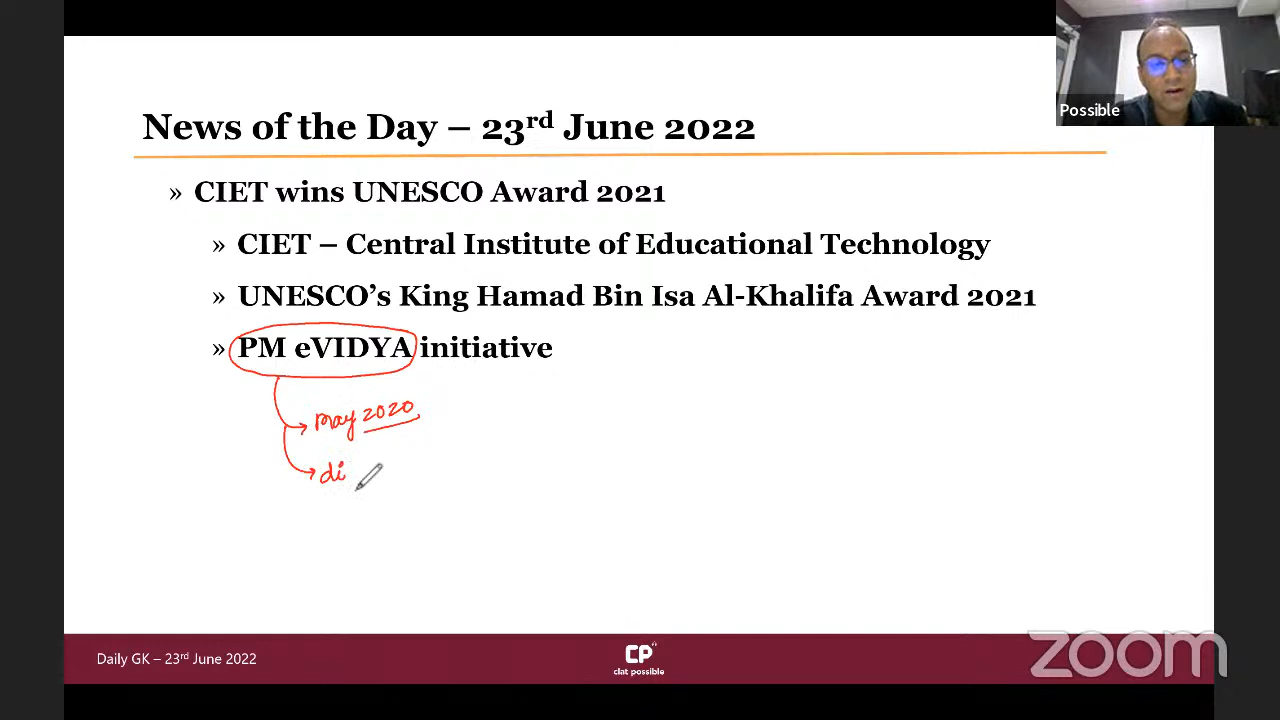 Possible
News of the Day – 23rd June 2022
» CIET wins UNESCO Award 2021
» CIET – Central Institute of Educational Technology
» UNESCO’s King Hamad Bin Isa Al-Khalifa Award 2021
» PM eVIDYA initiative
may 2020
di
Daily GK – 23rd June 2022
CP
clat possible
zoom